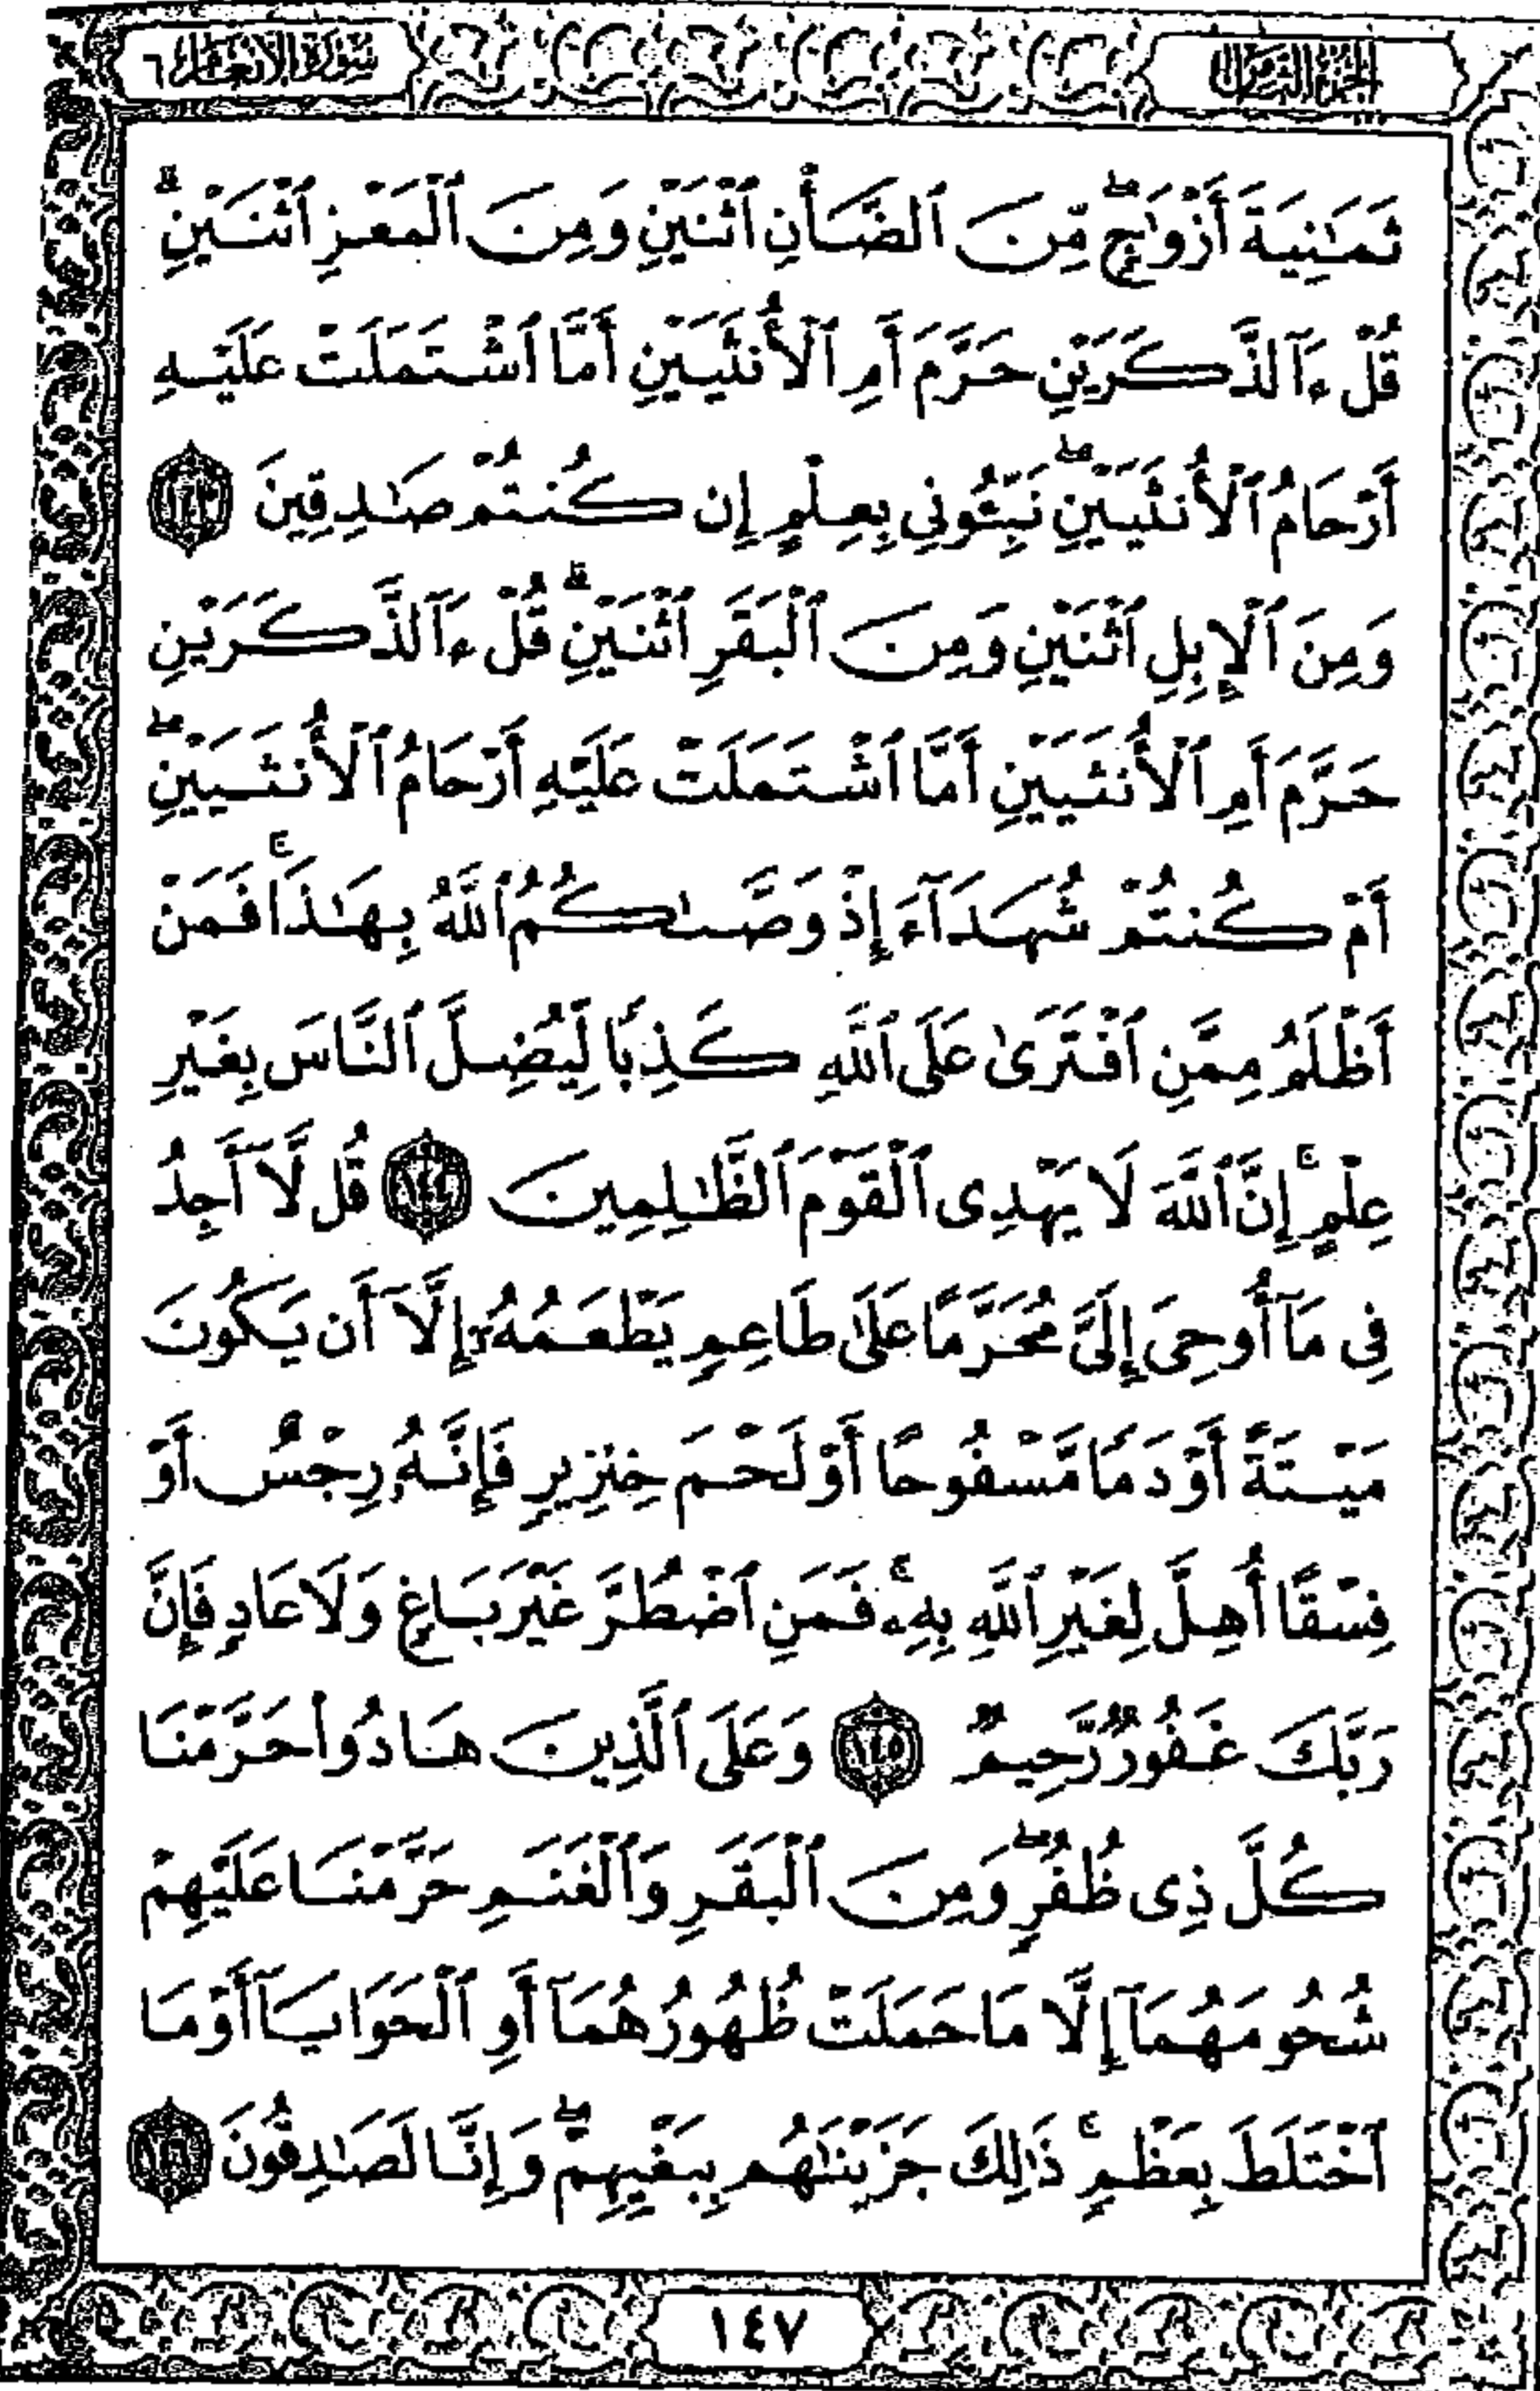 الجزء الثامن
سورة الأنعام ٦
ثَمَٰنِيَةَ أَزْوَٰجٍ ۖ مِّنَ ٱلضَّأْنِ ٱثْنَيْنِ وَمِنَ ٱلْمَعْزِ ٱثْنَيْنِ ۗ
قُلْ ءَآلذَّكَرَيْنِ حَرَّمَ أَمِ ٱلْأُنثَيَيْنِ أَمَّا ٱشْتَمَلَتْ عَلَيْهِ
أَرْحَامُ ٱلْأُنثَيَيْنِ ۖ نَبِّـُٔونِي بِعِلْمٍ إِن كُنتُمْ صَٰدِقِينَ ١٤٣
وَمِنَ ٱلْإِبِلِ ٱثْنَيْنِ وَمِنَ ٱلْبَقَرِ ٱثْنَيْنِ ۗ قُلْ ءَآلذَّكَرَيْنِ
حَرَّمَ أَمِ ٱلْأُنثَيَيْنِ أَمَّا ٱشْتَمَلَتْ عَلَيْهِ أَرْحَامُ ٱلْأُنثَيَيْنِ ۖ
أَمْ كُنتُمْ شُهَدَآءَ إِذْ وَصَّىٰكُمُ ٱللَّهُ بِهَٰذَا ۚ فَمَنْ
أَظْلَمُ مِمَّنِ ٱفْتَرَىٰ عَلَى ٱللَّهِ كَذِبًا لِّيُضِلَّ ٱلنَّاسَ بِغَيْرِ
عِلْمٍ ۚ إِنَّ ٱللَّهَ لَا يَهْدِى ٱلْقَوْمَ ٱلظَّٰلِمِينَ ١٤٤ قُل لَّآ أَجِدُ
فِى مَآ أُوحِىَ إِلَىَّ مُحَرَّمًا عَلَىٰ طَاعِمٍ يَطْعَمُهُۥٓ إِلَّآ أَن يَكُونَ
مَيْتَةً أَوْ دَمًا مَّسْفُوحًا أَوْ لَحْمَ خِنزِيرٍ فَإِنَّهُۥ رِجْسٌ أَوْ
فِسْقًا أُهِلَّ لِغَيْرِ ٱللَّهِ بِهِۦ ۚ فَمَنِ ٱضْطُرَّ غَيْرَ بَاغٍ وَلَا عَادٍ فَإِنَّ
رَبَّكَ غَفُورٌ رَّحِيمٌ ١٤٥ وَعَلَى ٱلَّذِينَ هَادُوا۟ حَرَّمْنَا
كُلَّ ذِى ظُفُرٍ ۖ وَمِنَ ٱلْبَقَرِ وَٱلْغَنَمِ حَرَّمْنَا عَلَيْهِمْ
شُحُومَهُمَآ إِلَّا مَا حَمَلَتْ ظُهُورُهُمَآ أَوِ ٱلْحَوَايَآ أَوْ مَا
ٱخْتَلَطَ بِعَظْمٍ ۚ ذَٰلِكَ جَزَيْنَٰهُم بِبَغْيِهِمْ ۖ وَإِنَّا لَصَٰدِقُونَ ١٤٦
١٤٧